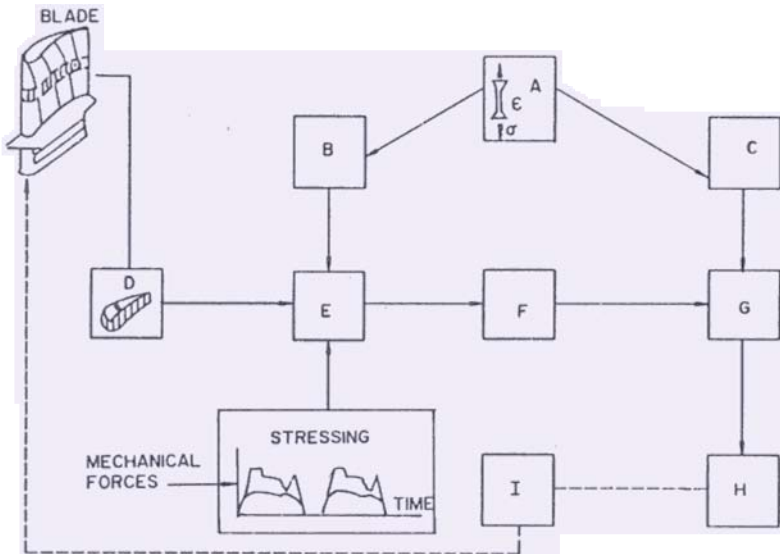 BLADE
A
ε
σ
B
C
D
E
F
G
STRESSING
MECHANICAL
FORCES
TIME
I
H